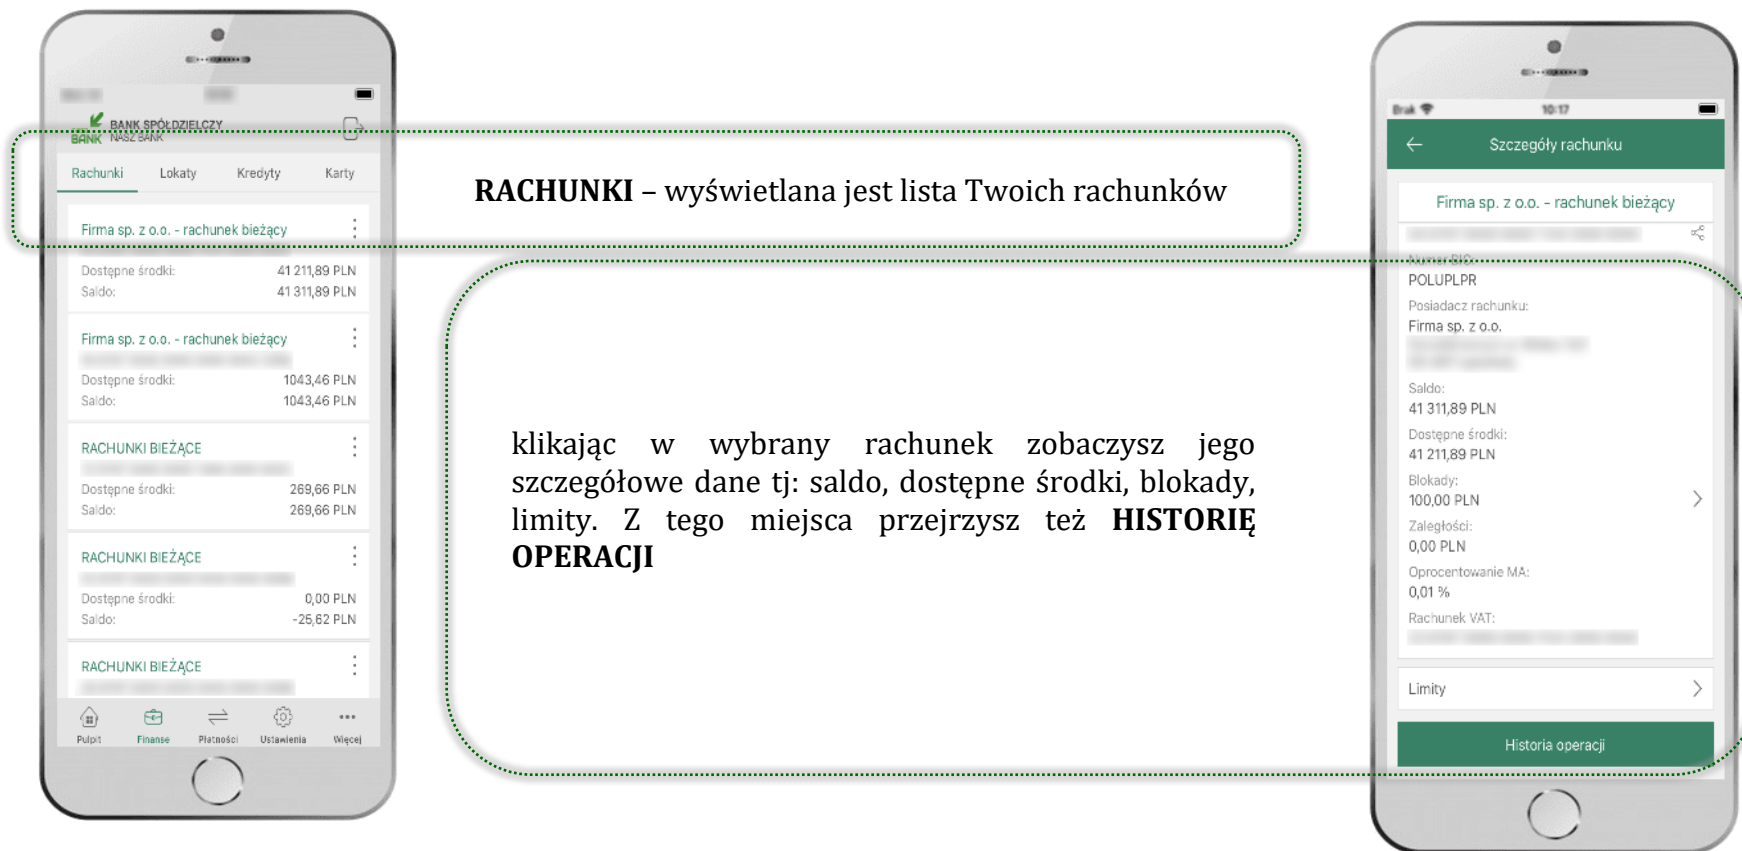 BANK SPÓŁDZIELCZY
BANK NASZ BANK
Rachunki Lokaty Kredyty Karty
Firma sp. z o.o. - rachunek bieżący
Dostępne środki: 41 211,89 PLN
Saldo: 41 311,89 PLN
Firma sp. z o.o. - rachunek bieżący
Dostępne środki: 1043,46 PLN
Saldo: 1043,46 PLN
RACHUNKI BIEŻĄCE
Dostępne środki: 269,66 PLN
Saldo: 269,66 PLN
RACHUNKI BIEŻĄCE
Dostępne środki: 0,00 PLN
Saldo: -25,62 PLN
RACHUNKI BIEŻĄCE
Pulpit Finanse Płatności Ustawienia Więcej
RACHUNKI – wyświetlana jest lista Twoich rachunków
klikając w wybrany rachunek zobaczysz jego
szczegółowe dane tj: saldo, dostępne środki, blokady,
limity. Z tego miejsca przejrzysz też HISTORIĘ
OPERACJI
Brak 10:17
Szczegóły rachunku
Firma sp. z o.o. - rachunek bieżący
Numer BIC:
POLUPLPR
Posiadacz rachunku:
Firma sp. z o.o.
Saldo:
41 311,89 PLN
Dostępne środki:
41 211,89 PLN
Blokady:
100,00 PLN
Zaległości:
0,00 PLN
Oprocentowanie MA:
0,01 %
Rachunek VAT:
Limity
Historia operacji